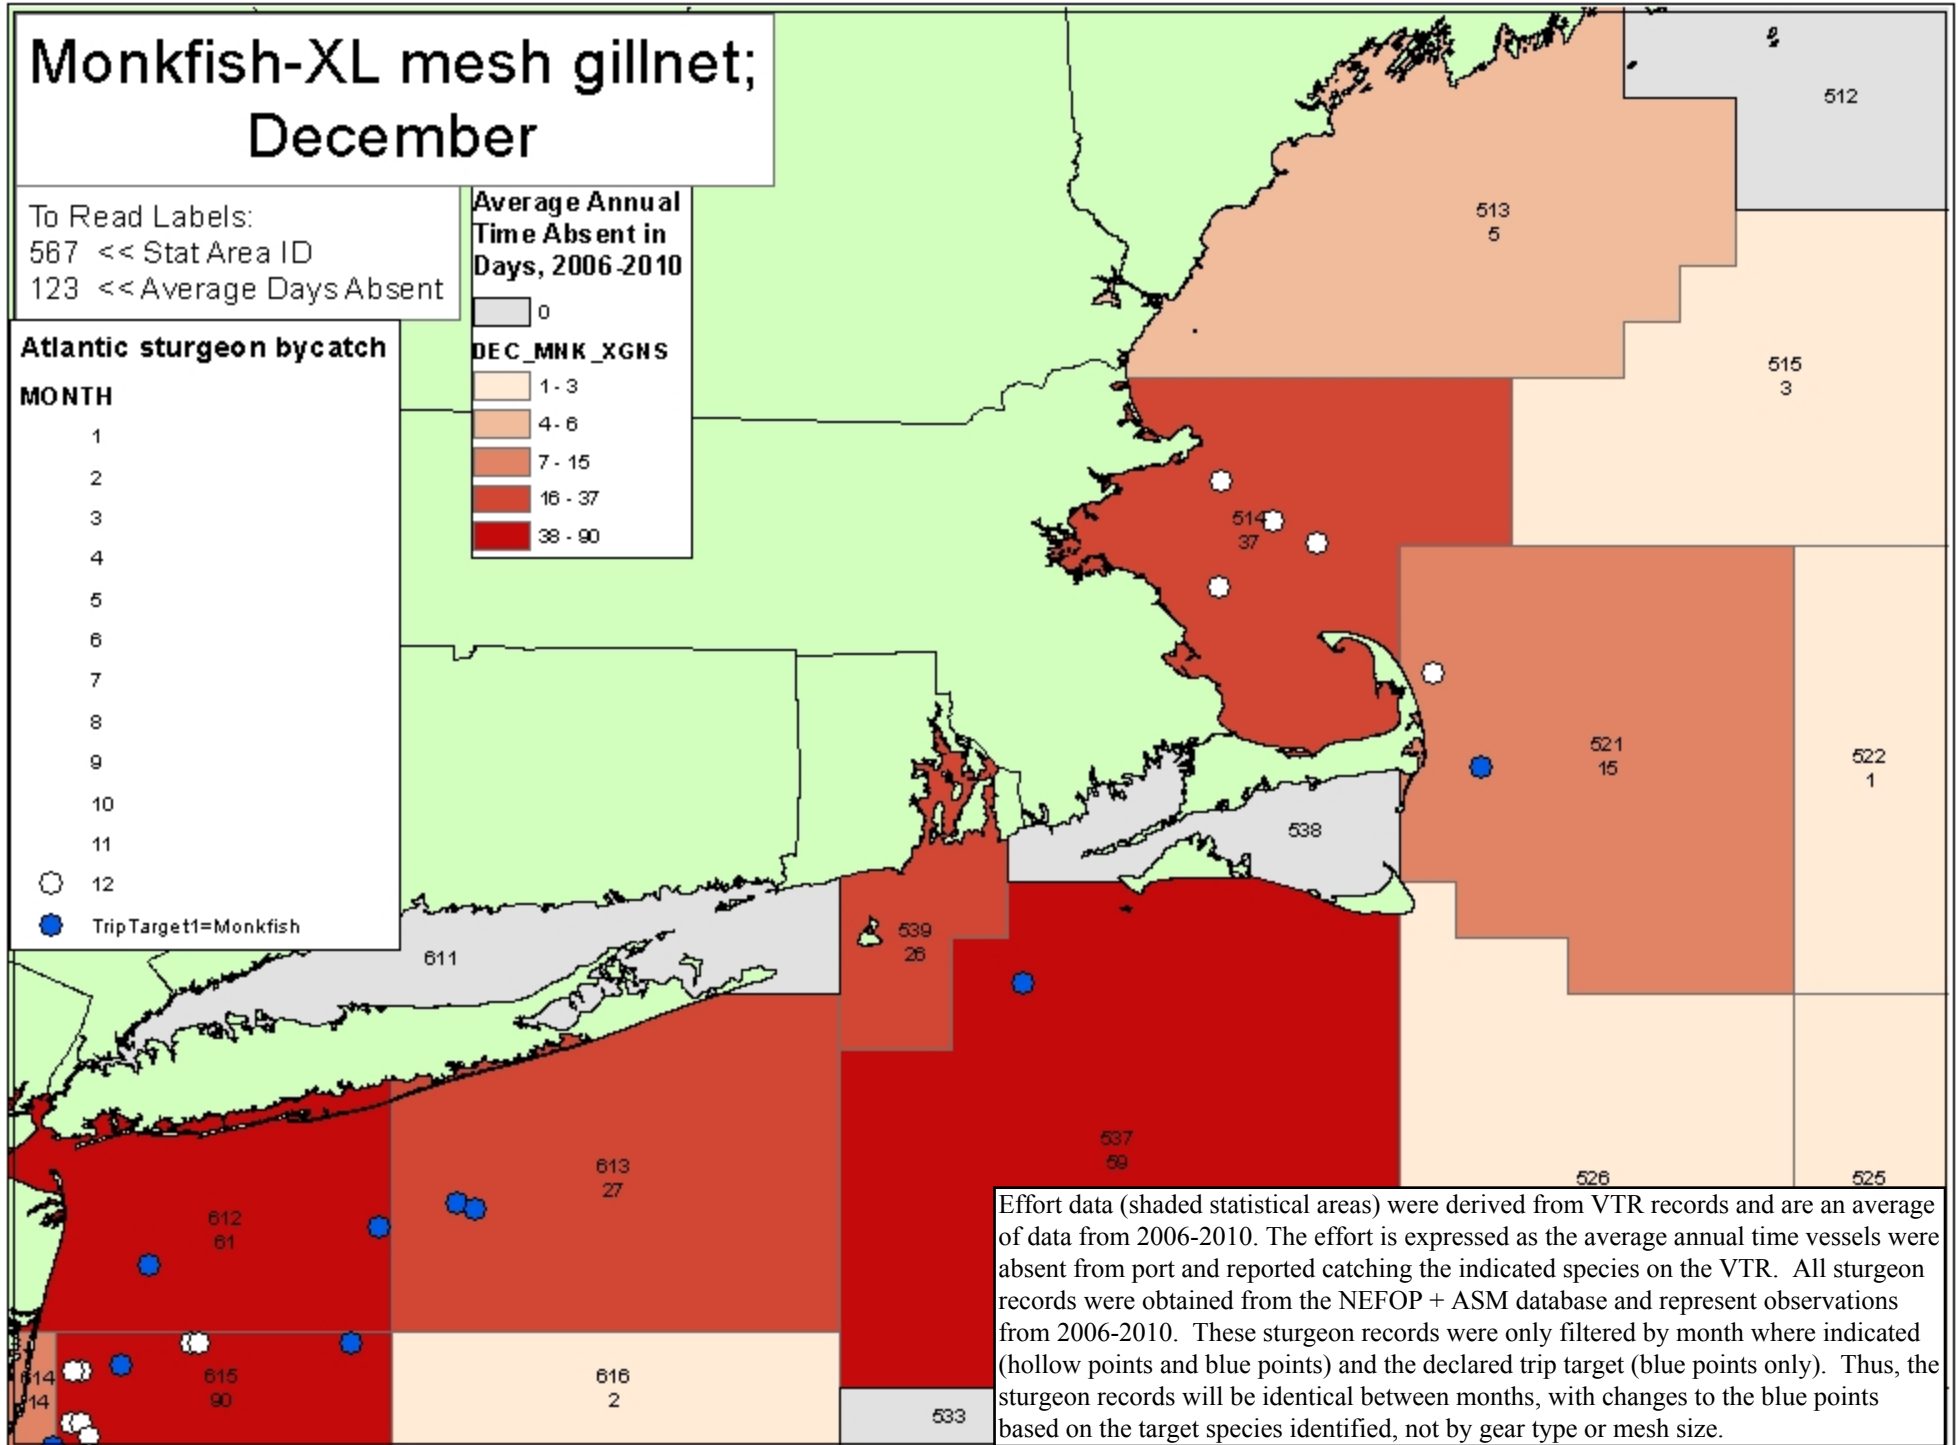 Monkfish-XL mesh gillnet;
December
To Read Labels:
567 << Stat Area ID
123 << Average Days Absent
Average Annual
Time Absent in
Days, 2006-2010
0
DEC_MNK_XGNS
1 - 3
4 - 6
7 - 15
16 - 37
38 - 90
Atlantic sturgeon bycatch
MONTH
1
2
3
4
5
6
7
8
9
10
11
12
TripTarget1=Monkfish
512
513
5
515
3
514
37
521
15
522
1
538
539
26
611
537
59
613
27
612
61
526
525
614
14
615
90
616
2
533
Effort data (shaded statistical areas) were derived from VTR records and are an average
of data from 2006-2010. The effort is expressed as the average annual time vessels were
absent from port and reported catching the indicated species on the VTR.  All sturgeon
records were obtained from the NEFOP + ASM database and represent observations
from 2006-2010.  These sturgeon records were only filtered by month where indicated
(hollow points and blue points) and the declared trip target (blue points only).  Thus, the
sturgeon records will be identical between months, with changes to the blue points
based on the target species identified, not by gear type or mesh size.